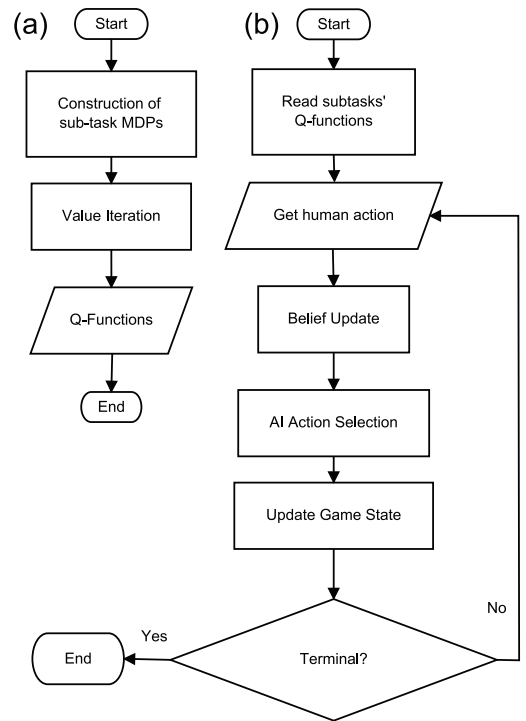 (a)
Start
Construction of
sub-task MDPs
Value Iteration
Q-Functions
End
(b)
Start
Read subtasks'
Q-functions
Get human action
Belief Update
AI Action Selection
Update Game State
Terminal?
Yes
No
End